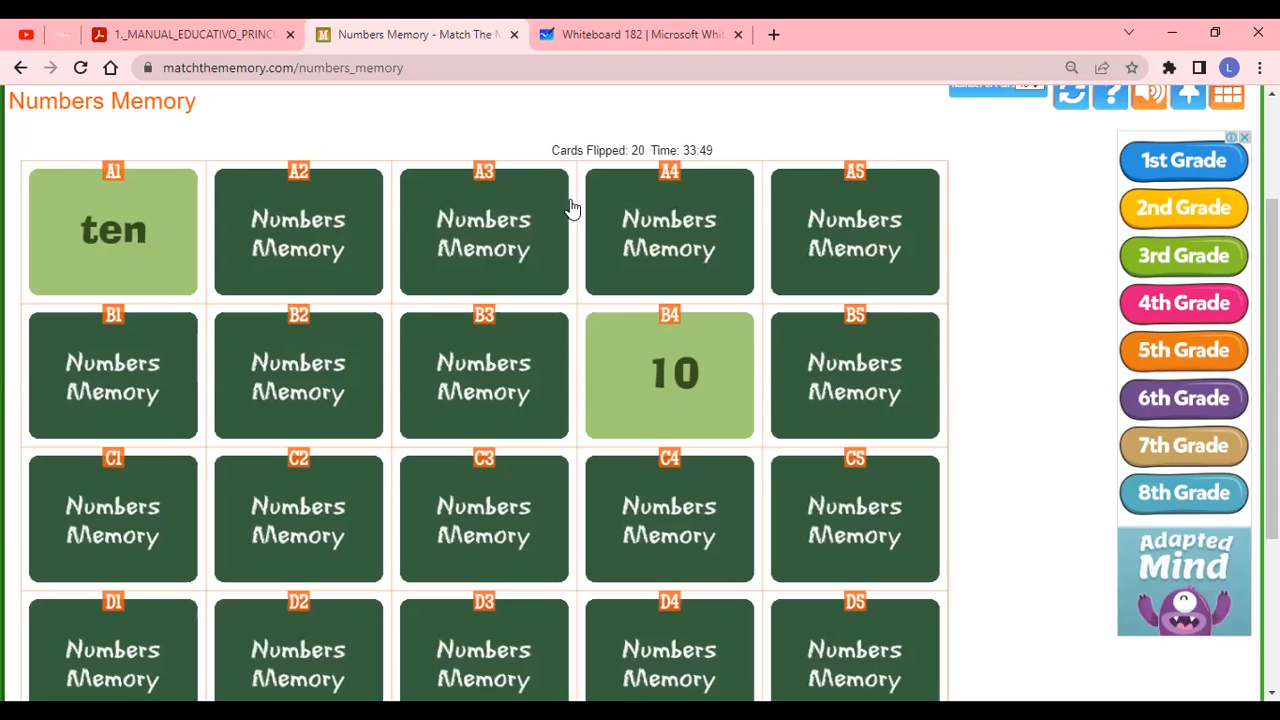 1._MANUAL_EDUCATIVO_PRINC
Numbers Memory - Match The M
Whiteboard 182 | Microsoft Whit
matchthememory.com/numbers_memory
L
Numbers Memory
Cards Flipped: 20 Time: 33:49
A1
A2
A3
A4
A5
ten
Numbers
Memory
Numbers
Memory
Numbers
Memory
Numbers
Memory
B1
B2
B3
B4
B5
Numbers
Memory
Numbers
Memory
Numbers
Memory
10
Numbers
Memory
C1
C2
C3
C4
C5
Numbers
Memory
Numbers
Memory
Numbers
Memory
Numbers
Memory
Numbers
Memory
D1
D2
D3
D4
D5
Numbers
Memory
Numbers
Memory
Numbers
Memory
Numbers
Memory
Numbers
Memory
1st Grade
2nd Grade
3rd Grade
4th Grade
5th Grade
6th Grade
7th Grade
8th Grade
Adapted
Mind